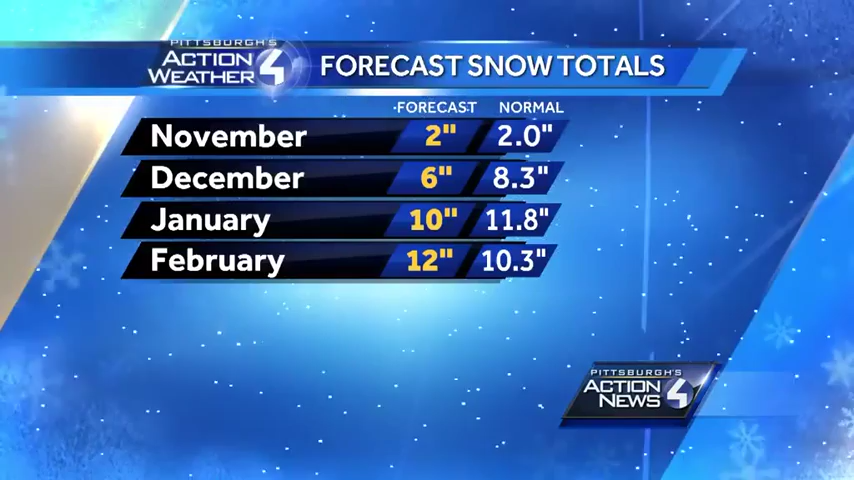 PITTSBURGH'S
ACTION
WEATHER 4
FORECAST SNOW TOTALS
FORECAST NORMAL
November 2" 2.0"
December 6" 8.3"
January 10" 11.8"
February 12" 10.3"
PITTSBURGH'S
ACTION
NEWS 4